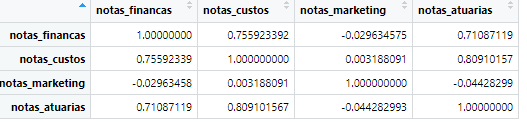 notas_financas notas_custos notas_marketing notas_atuarias
notas_financas 1.00000000 0.755923392 -0.029634575 0.71087119
notas_custos 0.75592339 1.000000000 0.003188091 0.80910157
notas_marketing -0.02963458 0.003188091 1.000000000 -0.04428299
notas_atuarias 0.71087119 0.809101567 -0.044282993 1.00000000